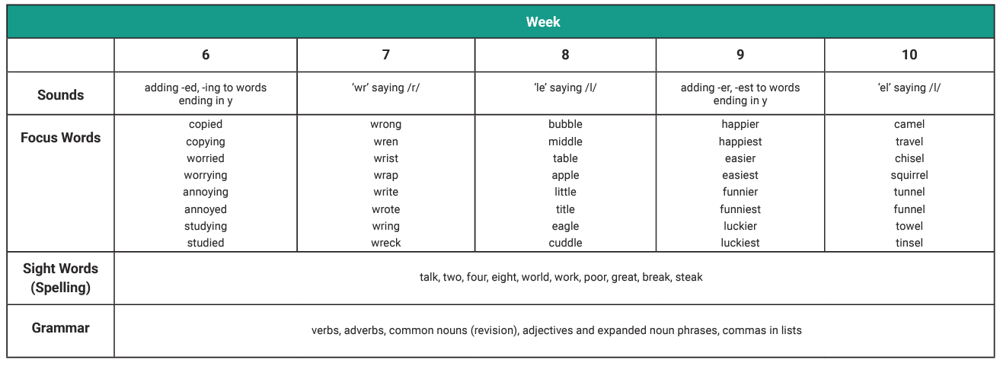 Week
6 7 8 9 10
Sounds
adding -ed, -ing to words
ending in y
‘wr’ saying /r/
‘le’ saying /l/
adding -er, -est to words
ending in y
‘el’ saying /l/
Focus Words
copied
copying
worried
worrying
annoying
annoyed
studying
studied
wrong
wren
wrist
wrap
write
wrote
wring
wreck
bubble
middle
table
apple
little
title
eagle
cuddle
happier
happiest
easier
easiest
funnier
funniest
luckier
luckiest
camel
travel
chisel
squirrel
tunnel
funnel
towel
tinsel
Sight Words
(Spelling)
talk, two, four, eight, world, work, poor, great, break, steak
Grammar
verbs, adverbs, common nouns (revision), adjectives and expanded noun phrases, commas in lists